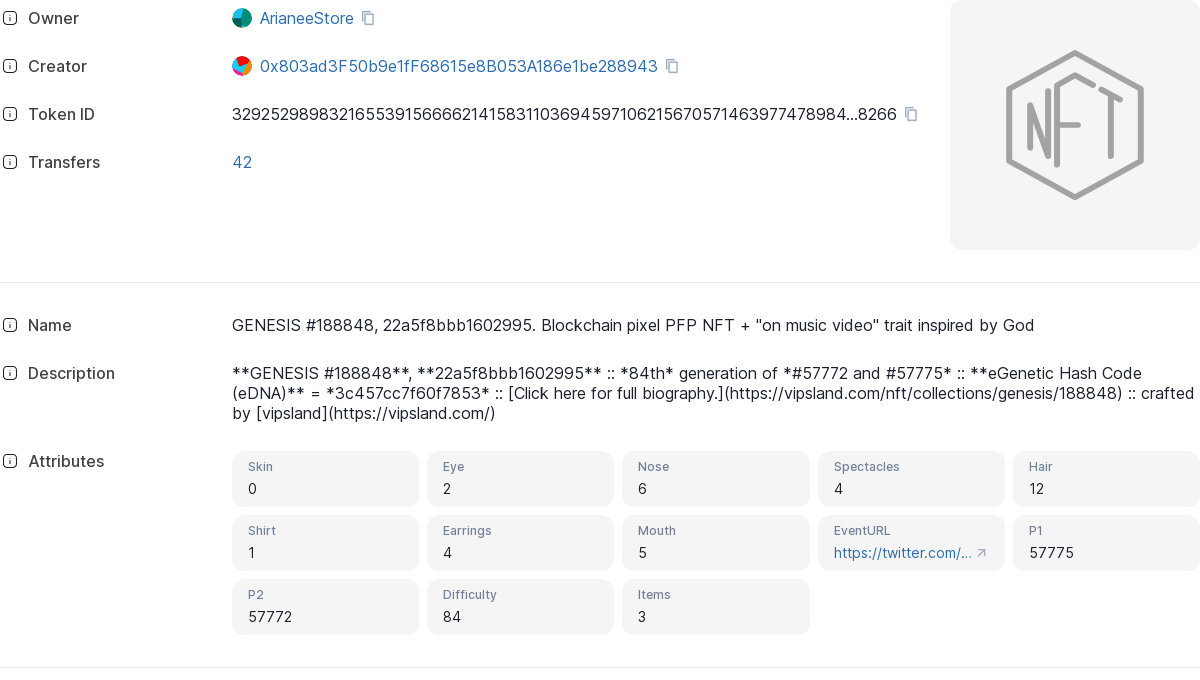 Owner
ArianeeStore
Creator
0x803ad3F50b9e1fF68615e8B053A186e1be288943
Token ID
32925298983216553915666621415831103694597106215670571463977478984...8266
Transfers
42
NFT
Name
GENESIS #188848, 22a5f8bbb1602995. Blockchain pixel PFP NFT + "on music video" trait inspired by God
Description
**GENESIS #188848**, **22a5f8bbb1602995** :: *84th* generation of *#57772 and #57775* :: **eGenetic Hash Code
(eDNA)** = *3c457cc7f60f7853* :: [Click here for full biography.](https://vipsland.com/nft/collections/genesis/188848) :: crafted
by [vipsland](https://vipsland.com/)
Attributes
Skin
0
Eye
2
Nose
6
Spectacles
4
Hair
12
Shirt
1
Earrings
4
Mouth
5
EventURL
https://twitter.com/...
P1
57775
P2
57772
Difficulty
84
Items
3